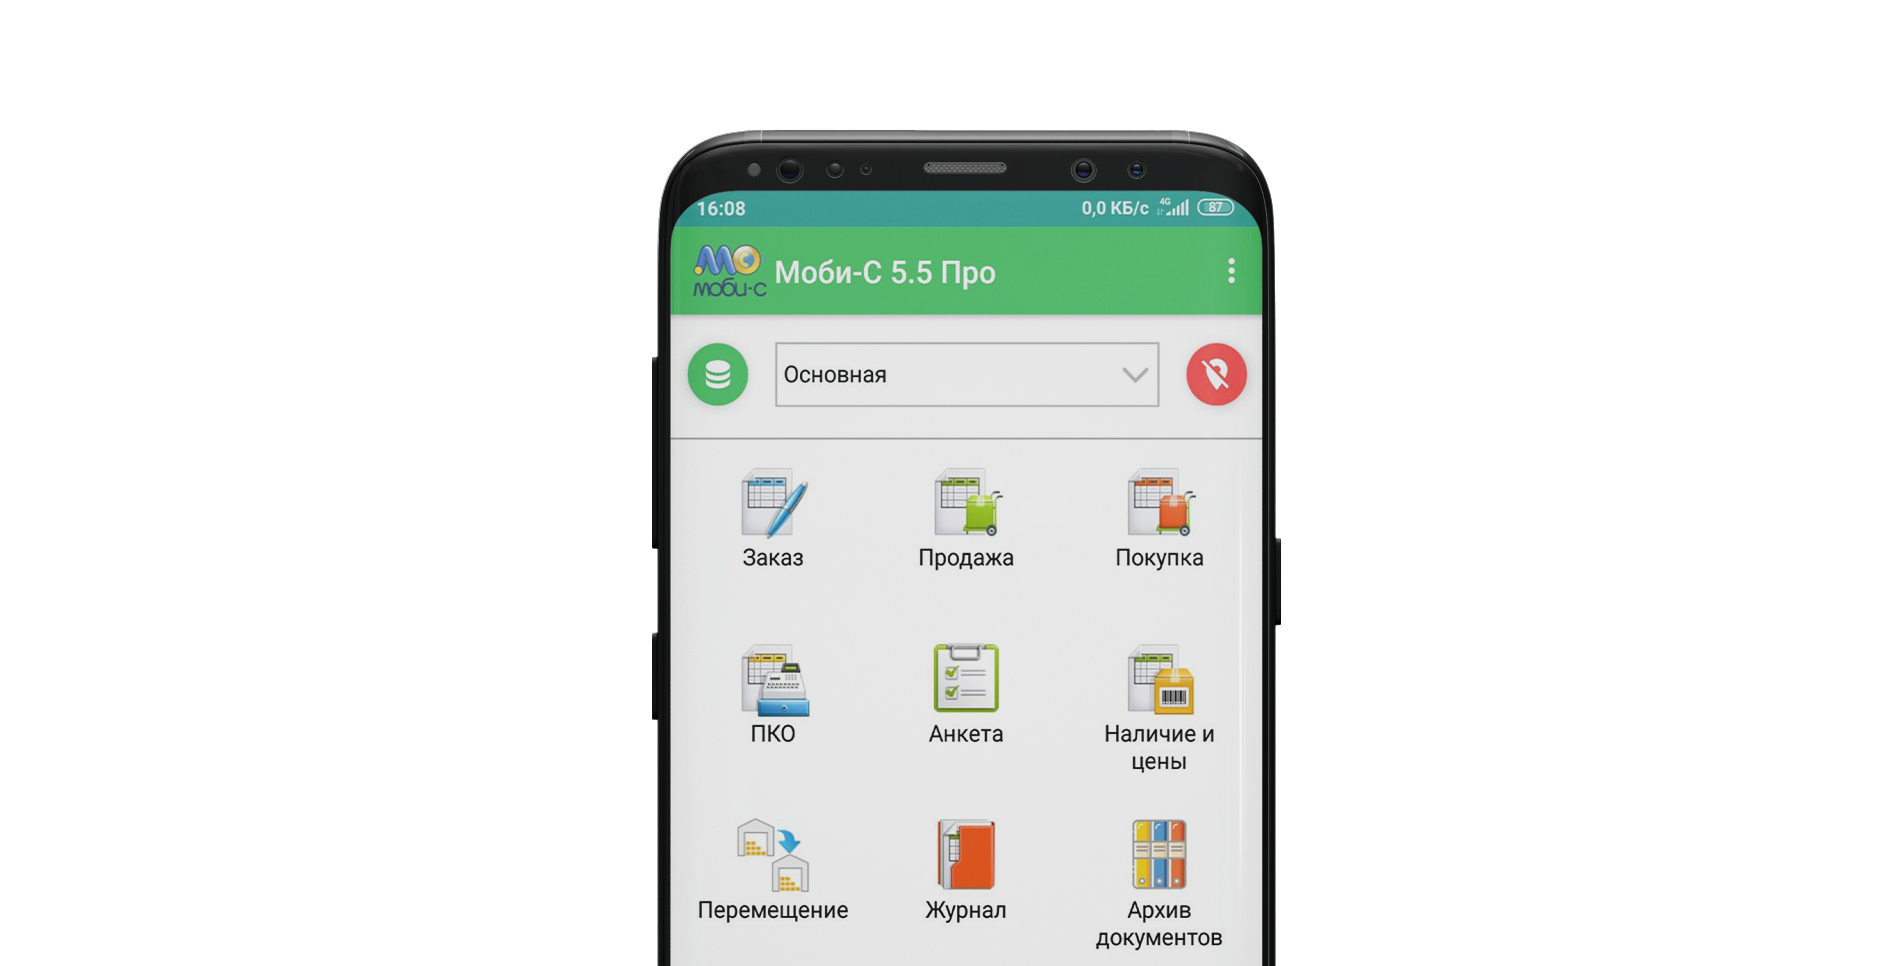 16:08
0,0 КБ/с 4G 87
моби-с
Моби-С 5.5 Про
Основная
Заказ
Продажа
Покупка
ПКО
Анкета
Наличие и
цены
Перемещение
Журнал
Архив
документов